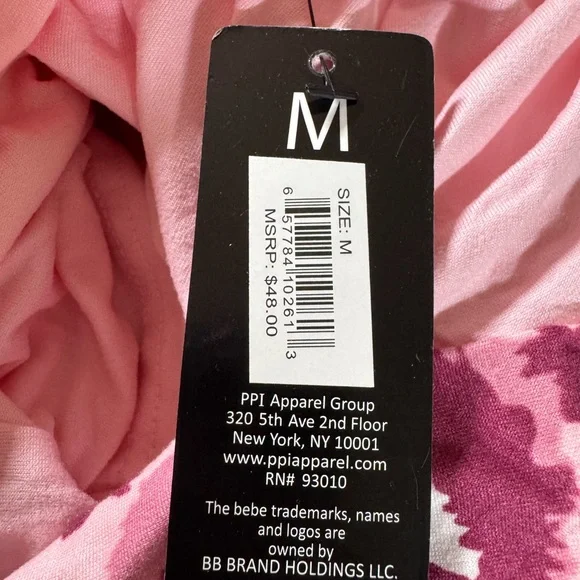 M
SIZE: M
6 57784 10261 3
MSRP: $48.00
PPI Apparel Group
320 5th Ave 2nd Floor
New York, NY 10001
www.ppiapparel.com
RN# 93010
The bebe trademarks, names
and logos are
owned by
BB BRAND HOLDINGS LLC.